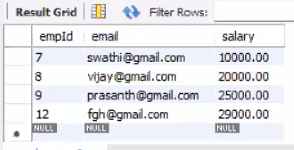 Result Grid Filter Rows:
empId email salary
7 swathi@gmail.com 10000.00
8 vijay@gmail.com 20000.00
9 prasanth@gmail.com 25000.00
12 fgh@gmail.com 29000.00
NULL NULL NULL